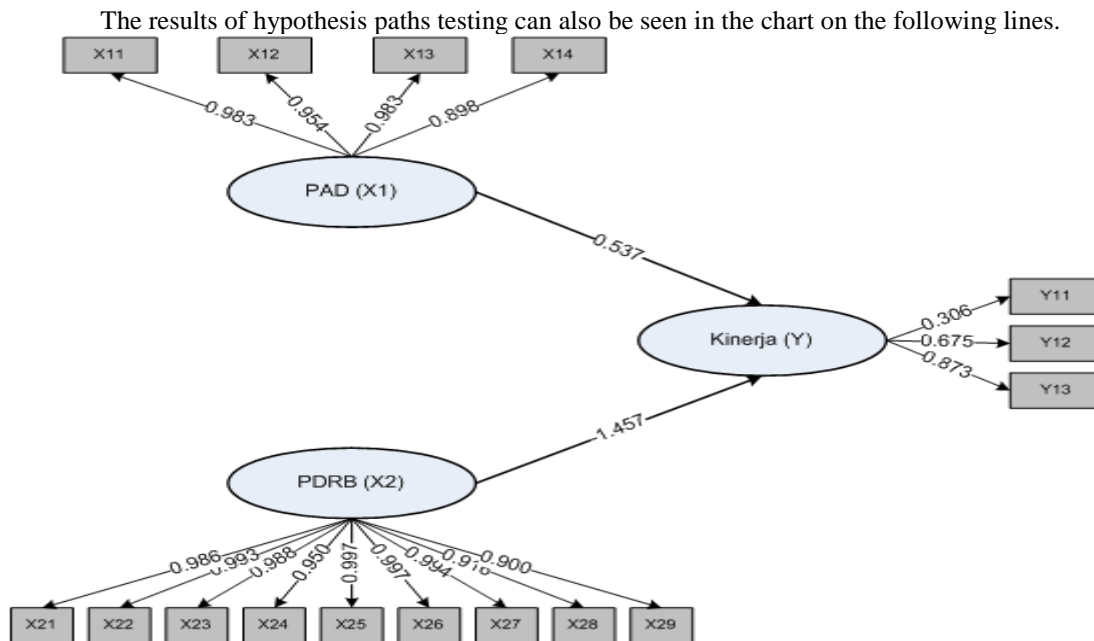 The results of hypothesis paths testing can also be seen in the chart on the following lines.
X11 X12 X13 X14
0.983 0.954 0.983 0.898
PAD (X1)
0.537
Y11
0.306
Kinerja (Y)
0.675
Y12
0.873
Y13
1.457
PDRB (X2)
0.986 0.993 0.988 0.950 0.997 0.997 0.994 0.900
X21 X22 X23 X24 X25 X26 X27 X28 X29